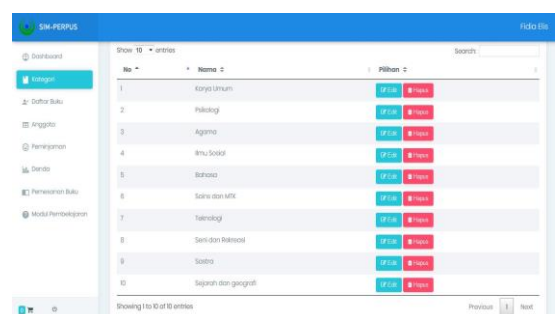 SIM-PERPUS
Fidia Elis
Dashboard
Kategori
Daftar Buku
Anggota
Peminjaman
Denda
Pemesanan Buku
Modul Pembelajaran
Show 10 entries
Search:
No Nama Pilihan
1 Karya Umum Edit Hapus
2 Psikologi Edit Hapus
3 Agama Edit Hapus
4 Ilmu Sosial Edit Hapus
5 Bahasa Edit Hapus
6 Sains dan MTK Edit Hapus
7 Teknologi Edit Hapus
8 Seni dan Rekreasi Edit Hapus
9 Sastra Edit Hapus
10 Sejarah dan geografi Edit Hapus
Showing 1 to 10 of 10 entries
Previous 1 Next